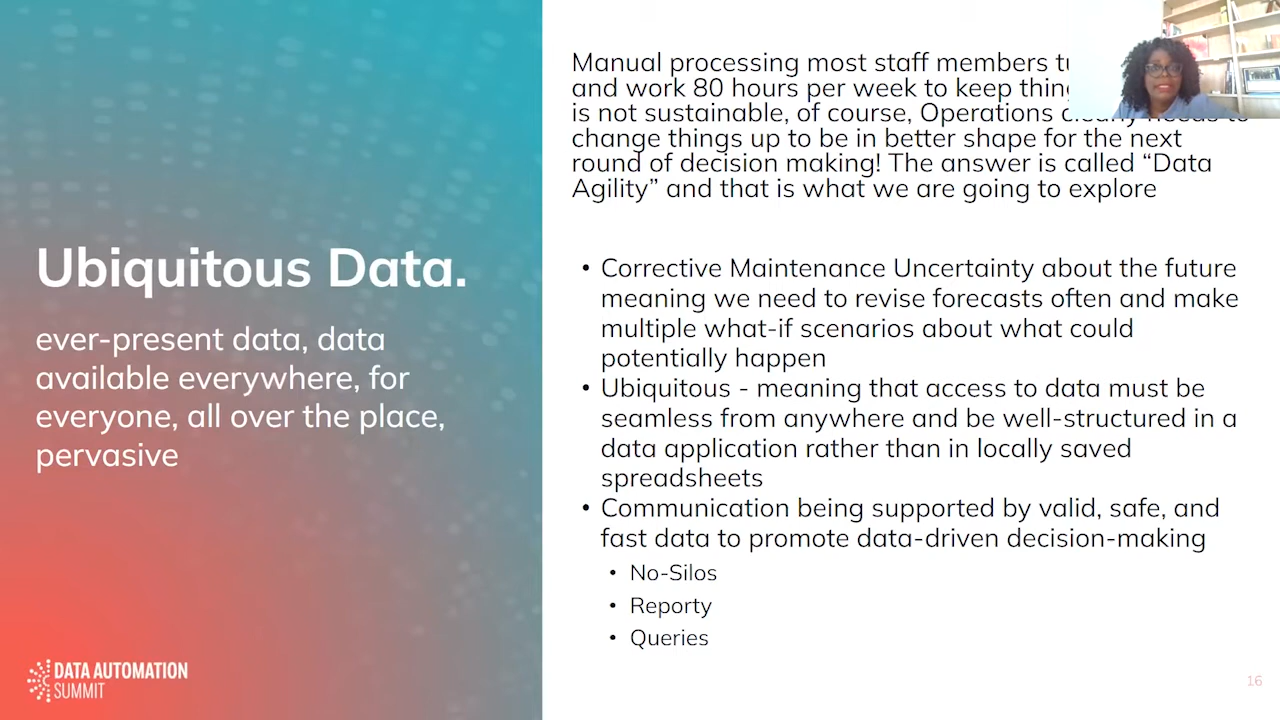 Ubiquitous Data.
ever-present data, data
available everywhere, for
everyone, all over the place,
pervasive
DATA AUTOMATION
SUMMIT
Manual processing most staff members
and work 80 hours per week to keep
is not sustainable, of course, Operations
change things up to be in better shape for the next
round of decision making! The answer is called “Data
Agility” and that is what we are going to explore
• Corrective Maintenance Uncertainty about the future
meaning we need to revise forecasts often and make
multiple what-if scenarios about what could
potentially happen
• Ubiquitous - meaning that access to data must be
seamless from anywhere and be well-structured in a
data application rather than in locally saved
spreadsheets
• Communication being supported by valid, safe, and
fast data to promote data-driven decision-making
• No-Silos
• Reporty
• Queries
16